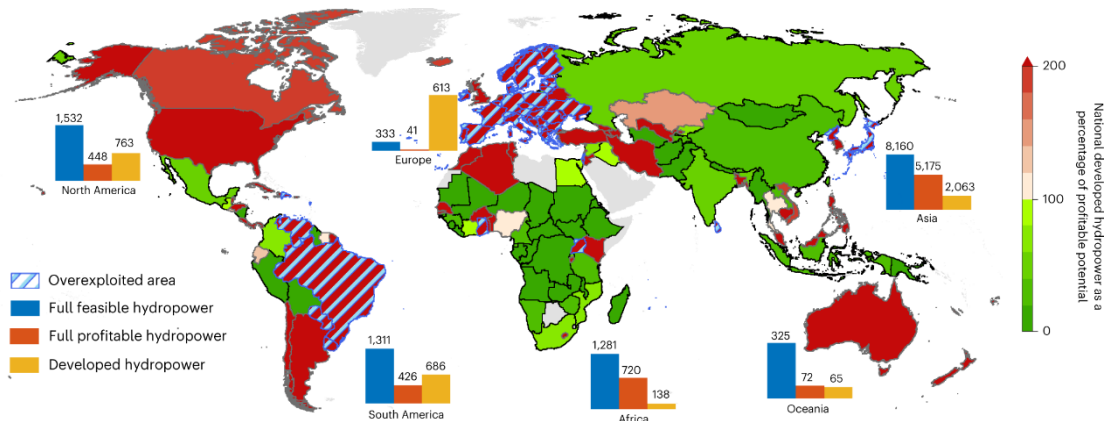 1,532
448
763
North America
333
41
613
Europe
8,160
5,175
2,063
Asia
1,311
426
686
South America
1,281
720
138
Africa
325
72
65
Oceania
Overexploited area
Full feasible hydropower
Full profitable hydropower
Developed hydropower
200
100
0
National developed hydropower as a
percentage of profitable potential